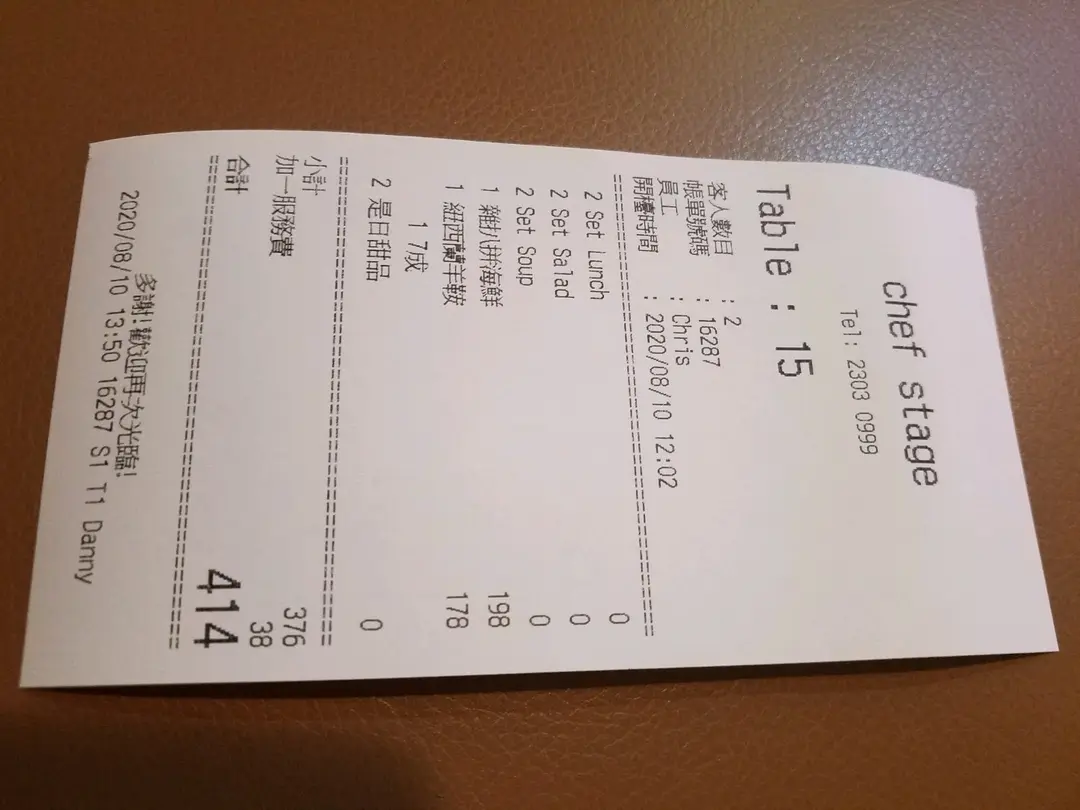 chef stage
Tel: 2303 0999
Table : 15
客人數目 : 2
帳單號碼 : 16287
員工 : Chris
開檯時間 : 2020/08/10 12:02
================================================
2 Set Lunch 0
2 Set Salad 0
2 Set Soup 0
1 雜扒拼海鮮 198
1 紐西蘭羊鞍 178
1 7成
2 是日甜品 0
================================================
小計 376
加一服務費 38
合計 414
================================================
多謝!歡迎再次光臨!
2020/08/10 13:50 16287 S1 T1 Danny